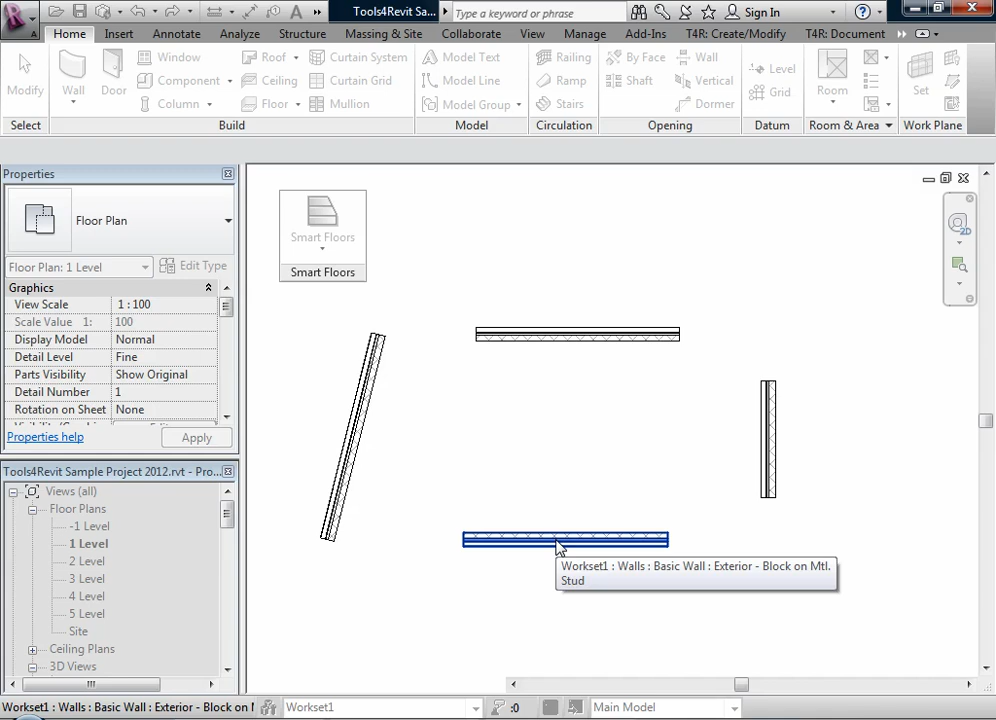 Tools4Revit Sa...
Type a keyword or phrase
Sign In
Home
Insert
Annotate
Analyze
Structure
Massing & Site
Collaborate
View
Manage
Add-Ins
T4R: Create/Modify
T4R: Document
Modify
Wall
Door
Window
Component
Column
Roof
Ceiling
Floor
Curtain System
Curtain Grid
Mullion
Model Text
Model Line
Model Group
Railing
Ramp
Stairs
By Face
Shaft
Wall
Vertical
Dormer
Level
Grid
Room
Set
Select
Build
Model
Circulation
Opening
Datum
Room & Area
Work Plane
Properties
Floor Plan
Floor Plan: 1 Level
Edit Type
Graphics
View Scale 1 : 100
Scale Value 1: 100
Display Model Normal
Detail Level Fine
Parts Visibility Show Original
Detail Number 1
Rotation on Sheet None
Properties help
Apply
Tools4Revit Sample Project 2012.rvt - Pro...
Views (all)
Floor Plans
-1 Level
1 Level
2 Level
3 Level
4 Level
5 Level
Site
Ceiling Plans
3D Views
Smart Floors
Smart Floors
2D
Workset1 : Walls : Basic Wall : Exterior - Block on Mtl.
Stud
Workset1 : Walls : Basic Wall : Exterior - Block on
Workset1
:0
Main Model